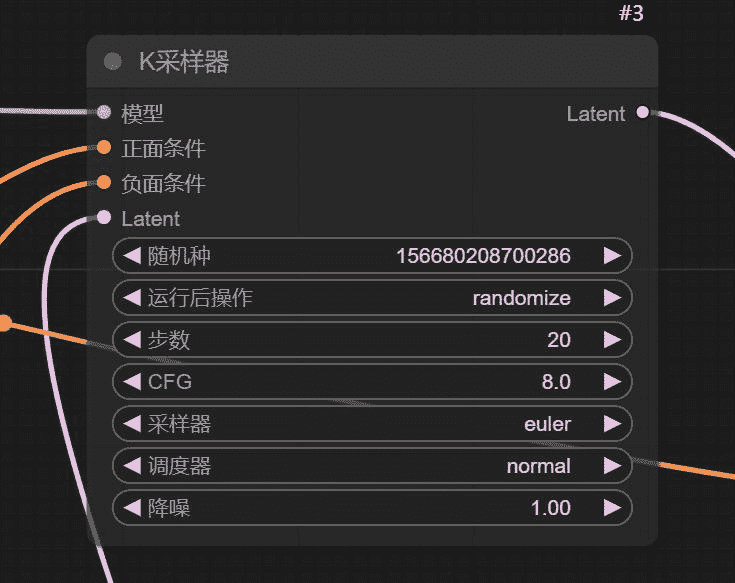 #3
K采样器
模型 Latent
正面条件
负面条件
Latent
随机种 156680208700286
运行后操作 randomize
步数 20
CFG 8.0
采样器 euler
调度器 normal
降噪 1.00